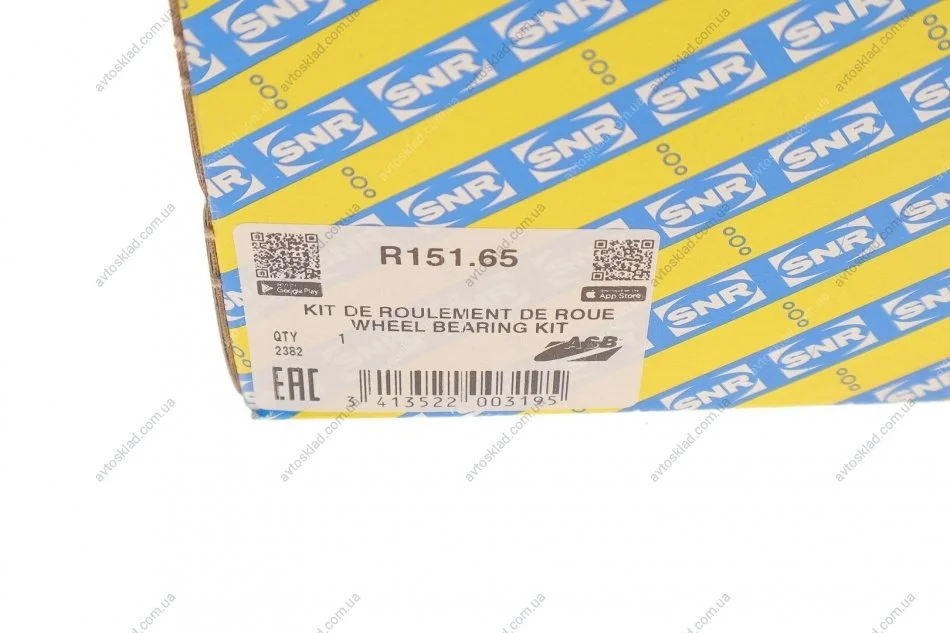 SNR
R151.65
Google Play
App Store
KIT DE ROULEMENT DE ROUE
WHEEL BEARING KIT
QTY 1
2382
ASB
EAC
3 413522 003195
avtosklad.com.ua